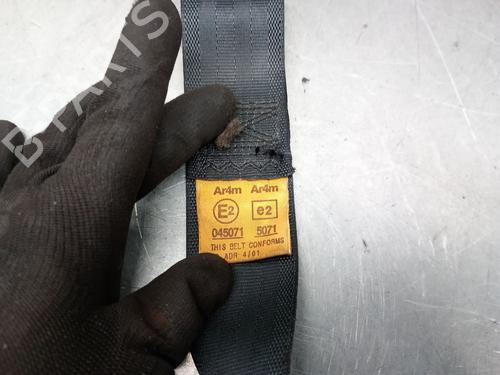 B PARTS
Ar4m Ar4m
E2 e2
045071 5071
THIS BELT CONFORMS
ADR 4/01